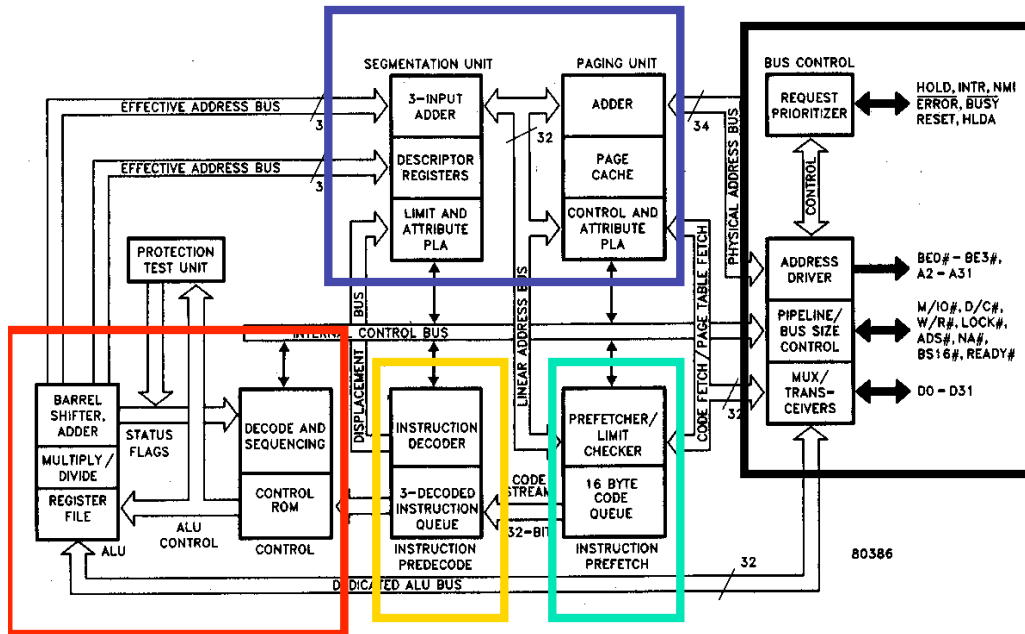 SEGMENTATION UNIT
PAGING UNIT
BUS CONTROL
EFFECTIVE ADDRESS BUS
3
EFFECTIVE ADDRESS BUS
3
3-INPUT
ADDER
DESCRIPTOR
REGISTERS
LIMIT AND
ATTRIBUTE
PLA
32
ADDER
PAGE
CACHE
CONTROL AND
ATTRIBUTE
PLA
34
PHYSICAL ADDRESS BUS
REQUEST
PRIORITIZER
HOLD, INTR, NMI
ERROR, BUSY
RESET, HLDA
CONTROL
ADDRESS
DRIVER
BE0# - BE3#,
A2 - A31
PIPELINE/
BUS SIZE
CONTROL
M/IO#, D/C#,
W/R#, LOCK#,
ADS#, NA#,
BS16#, READY#
MUX/
TRANS-
CEIVERS
D0 - D31
PROTECTION
TEST UNIT
INTERNAL CONTROL BUS
DISPLACEMENT BUS
LINEAR ADDRESS BUS
CODE FETCH/PAGE TABLE FETCH
32
BARREL
SHIFTER,
ADDER
MULTIPLY/
DIVIDE
REGISTER
FILE
ALU
STATUS
FLAGS
ALU
CONTROL
DECODE AND
SEQUENCING
CONTROL
ROM
CONTROL
INSTRUCTION
DECODER
3-DECODED
INSTRUCTION
QUEUE
INSTRUCTION
PREDECODE
CODE
STREAM
32-BIT
PREFETCHER/
LIMIT
CHECKER
16 BYTE
CODE
QUEUE
INSTRUCTION
PREFETCH
80386
32
DEDICATED ALU BUS